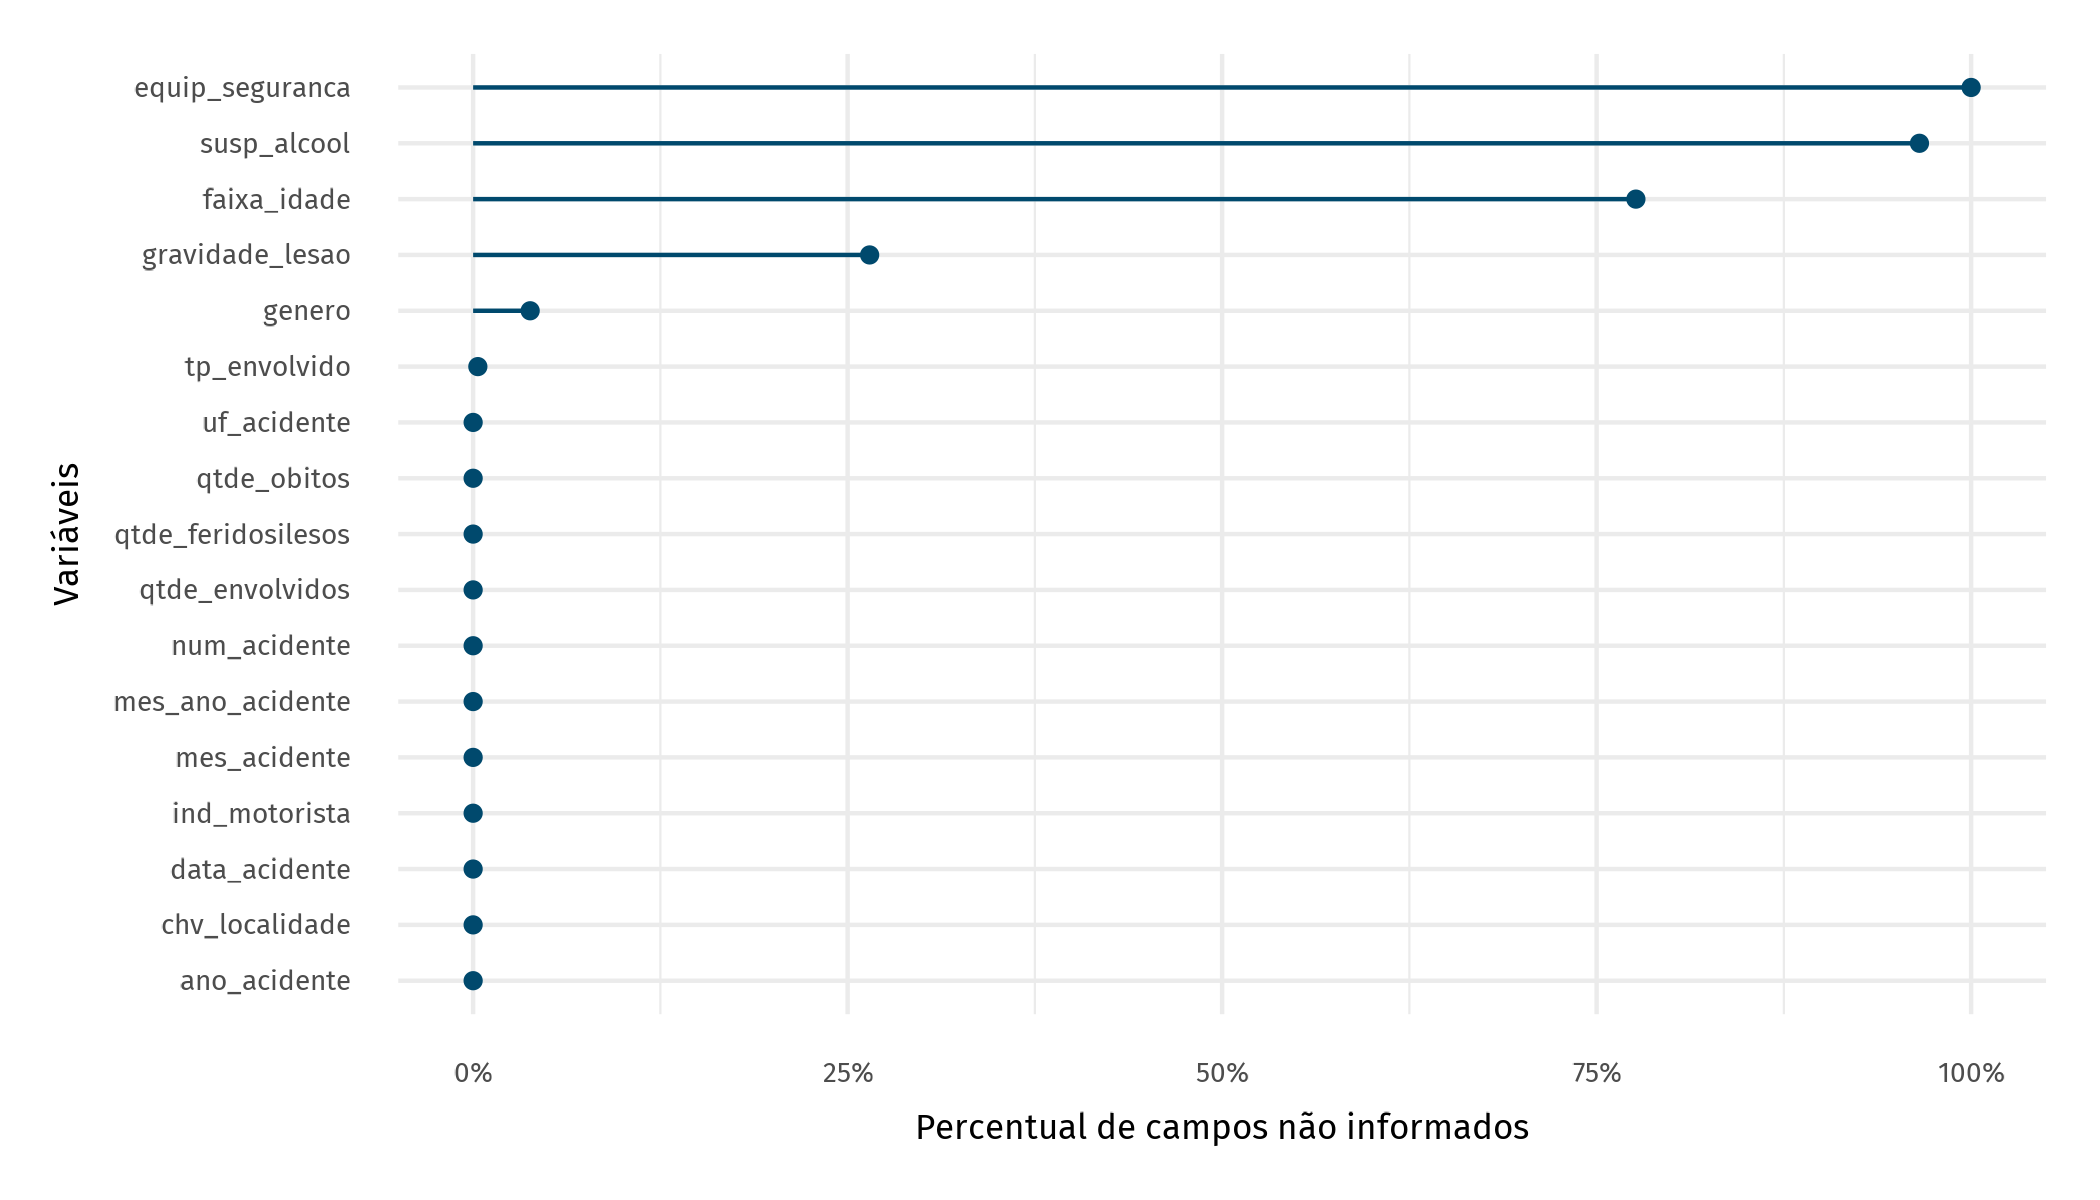 equip_seguranca
susp_alcool
faixa_idade
gravidade_lesao
genero
tp_envolvido
uf_acidente
qtde_obitos
qtde_feridosilesos
qtde_envolvidos
num_acidente
mes_ano_acidente
mes_acidente
ind_motorista
data_acidente
chv_localidade
ano_acidente
Variáveis
0% 25% 50% 75% 100%
Percentual de campos não informados